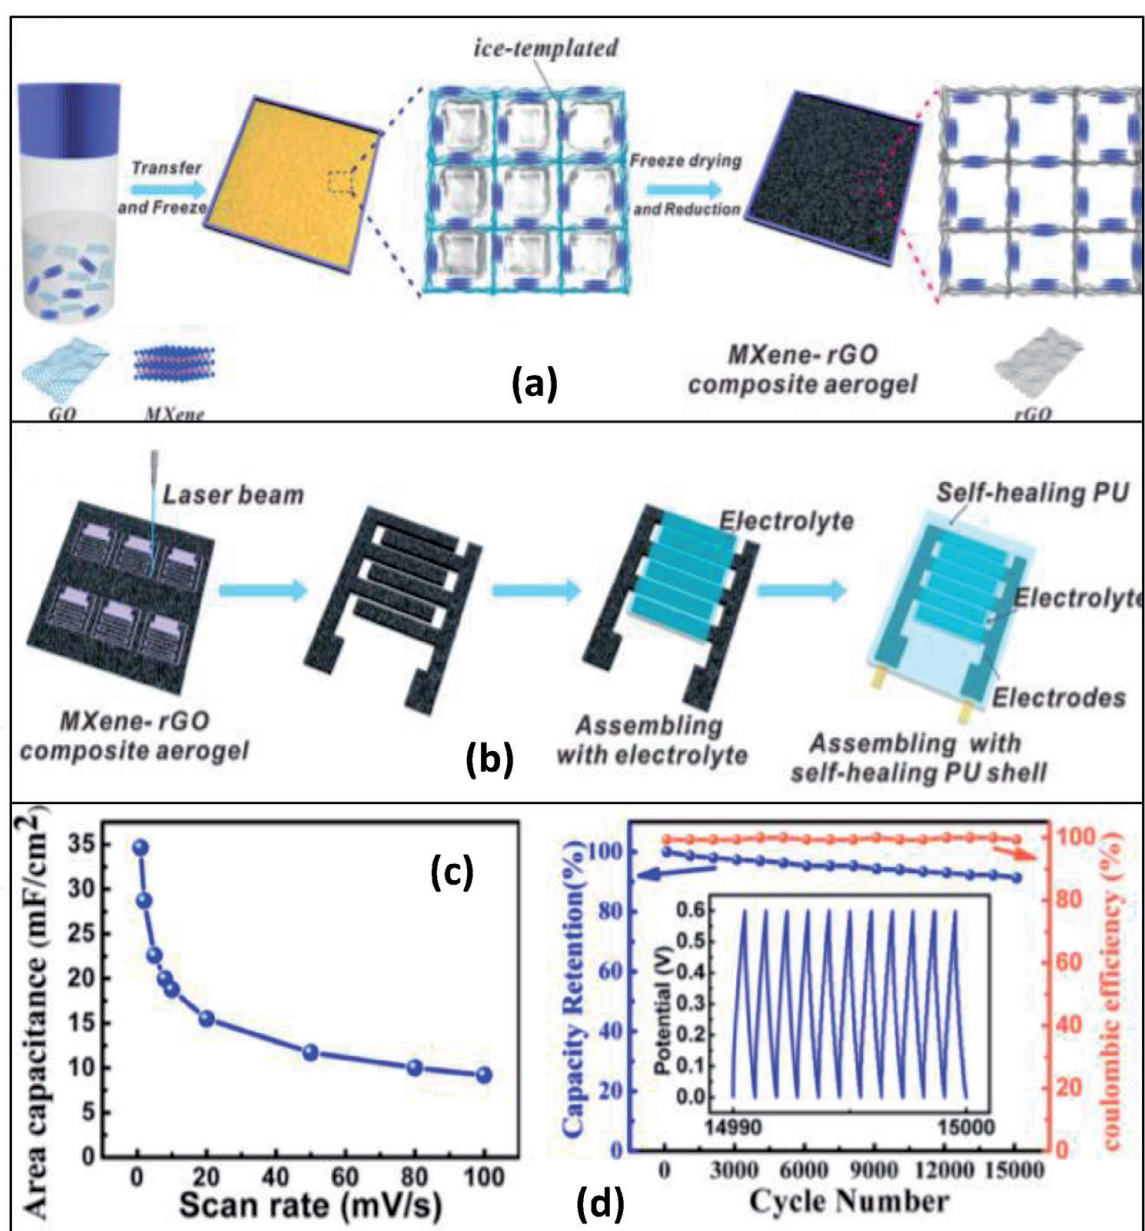 ice-templated
Transfer
and Freeze
Freeze drying
and Reduction
MXene- rGO
composite aerogel
(a)
GO
MXene
rGO
Laser beam
MXene- rGO
composite aerogel
Electrolyte
Assembling
with electrolyte
Self-healing PU
Electrolyte
Electrodes
Assembling with
self-healing PU shell
(b)
Area capacitance (mF/cm²)
35
30
25
20
15
10
5
0
0 20 40 60 80 100
Scan rate (mV/s)
(c)
Capacity Retention(%)
100
80
60
40
20
0
coulombic efficiency (%)
100
80
60
40
20
0
Potential (V)
0.6
0.5
0.4
0.3
0.2
0.1
0.0
14990 15000
0 3000 6000 9000 12000 15000
Cycle Number
(d)